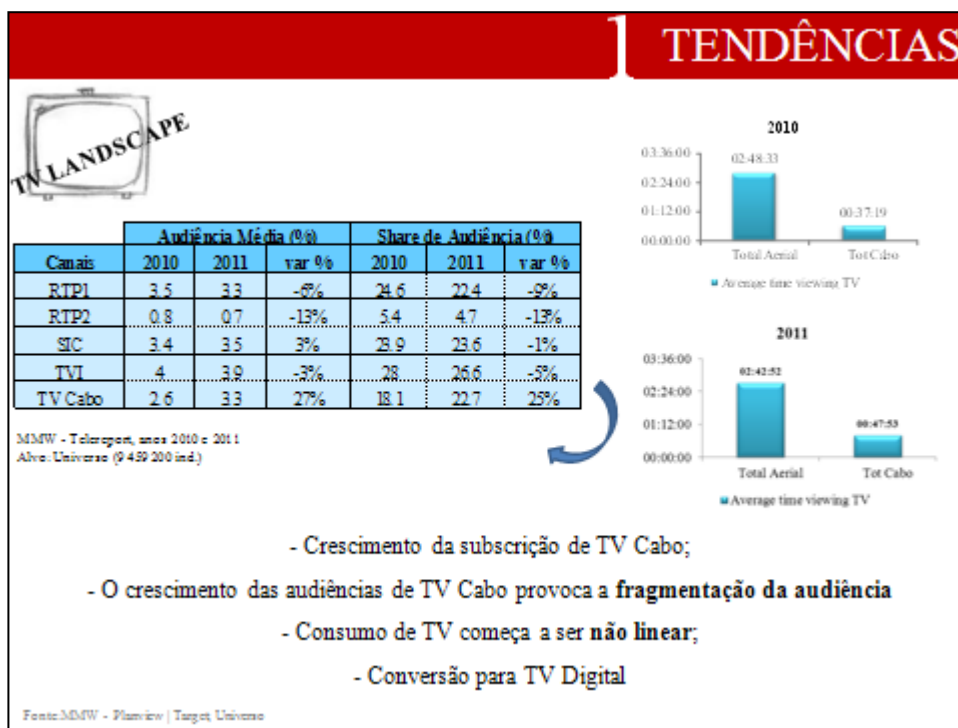 TENDÊNCIAS
TV LANDSCAPE
Audiência Média (%) Share de Audiência (%)
Canais 2010 2011 var % 2010 2011 var %
RTP1 3.5 3.3 -6% 24.6 22.4 -9%
RTP2 0.8 0.7 -13% 5.4 4.7 -13%
SIC 3.4 3.5 3% 23.9 23.6 -1%
TVI 4 3.9 -3% 28 26.6 -5%
TV Cabo 2.6 3.3 27% 18.1 22.7 25%
MMW - Telereport, anos 2010 e 2011
Alvo: Universo (9 459 200 ind.)
2010
03:36:00
02:24:00
01:12:00
00:00:00
02:48:33
00:37:19
Total Aerial Tot Cabo
Average time viewing TV
2011
03:36:00
02:24:00
01:12:00
00:00:00
02:42:52
00:47:53
Total Aerial Tot Cabo
Average time viewing TV
- Crescimento da subscrição de TV Cabo;
- O crescimento das audiências de TV Cabo provoca a fragmentação da audiência
- Consumo de TV começa a ser não linear;
- Conversão para TV Digital
Fonte:MMW - Planview | Target; Universo